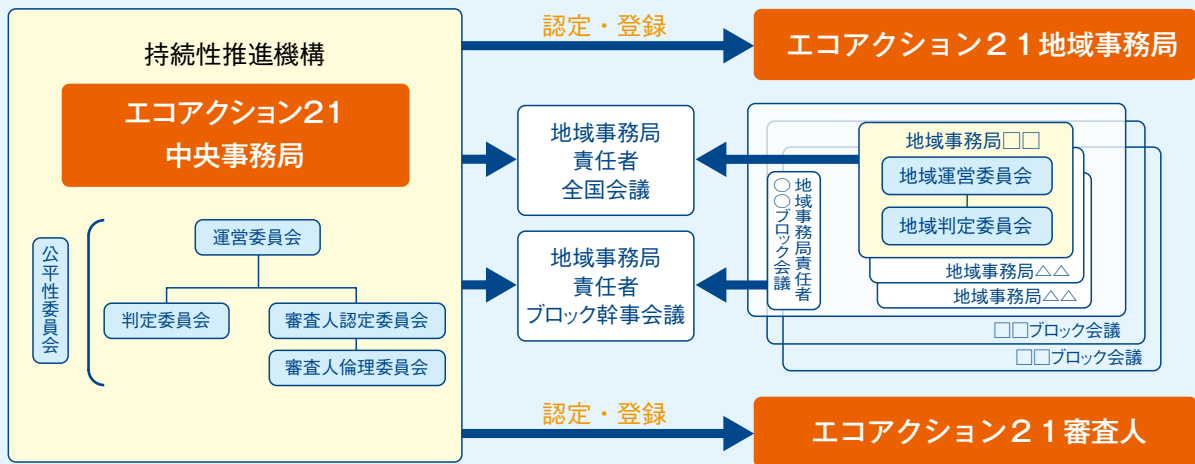 持続性推進機構
エコアクション21
中央事務局
公平性委員会
運営委員会
判定委員会
審査人認定委員会
審査人倫理委員会
認定・登録
エコアクション２１地域事務局
地域事務局
責任者
全国会議
地域事務局
責任者
ブロック幹事会議
地域事務局責任者
○○ブロック会議
地域事務局□□
地域運営委員会
地域判定委員会
地域事務局△△
地域事務局△△
□□ブロック会議
□□ブロック会議
認定・登録
エコアクション２１審査人